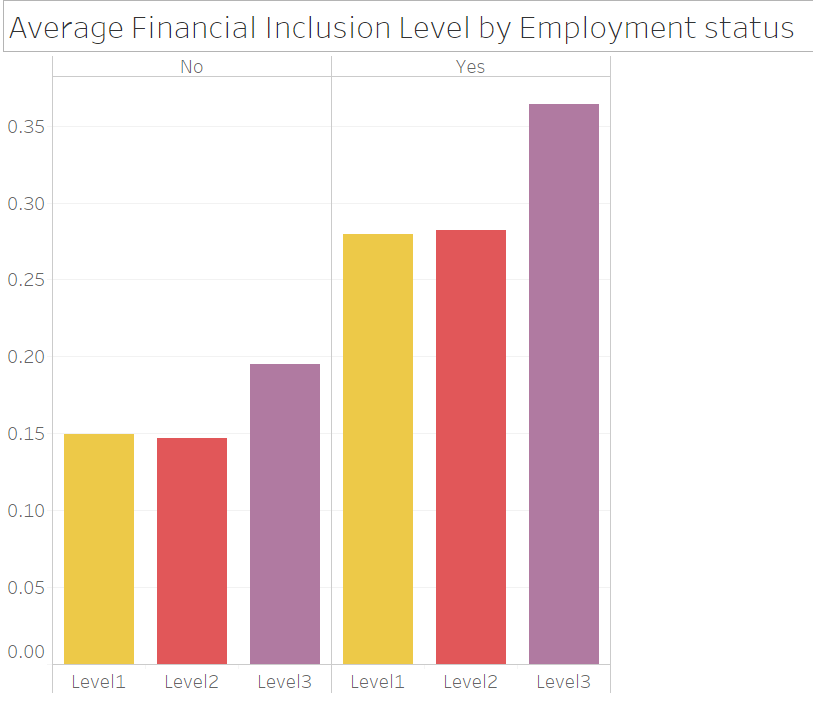 Average Financial Inclusion Level by Employment status
No Yes
0.35
0.30
0.25
0.20
0.15
0.10
0.05
0.00
Level1 Level2 Level3 Level1 Level2 Level3